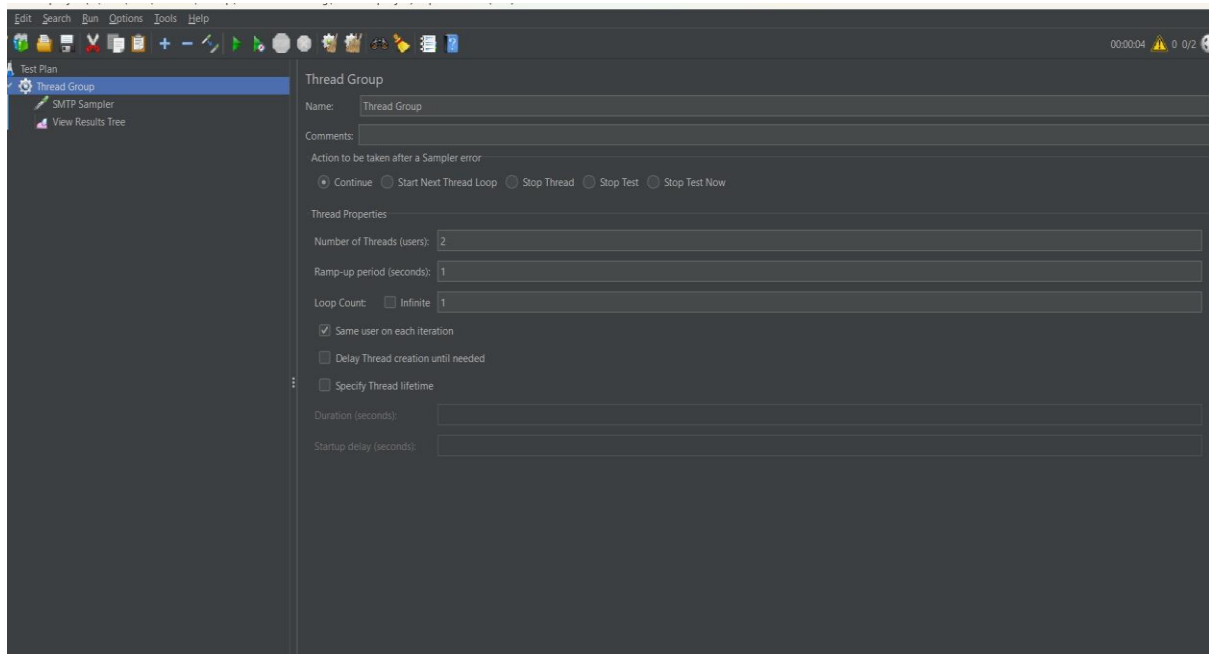 Edit Search Run Options Tools Help
00:00:04 0 0/2
Test Plan
Thread Group
SMTP Sampler
View Results Tree
Thread Group
Name: Thread Group
Comments:
Action to be taken after a Sampler error
Continue Start Next Thread Loop Stop Thread Stop Test Stop Test Now
Thread Properties
Number of Threads (users): 2
Ramp-up period (seconds): 1
Loop Count: Infinite 1
Same user on each iteration
Delay Thread creation until needed
Specify Thread lifetime
Duration (seconds):
Startup delay (seconds):